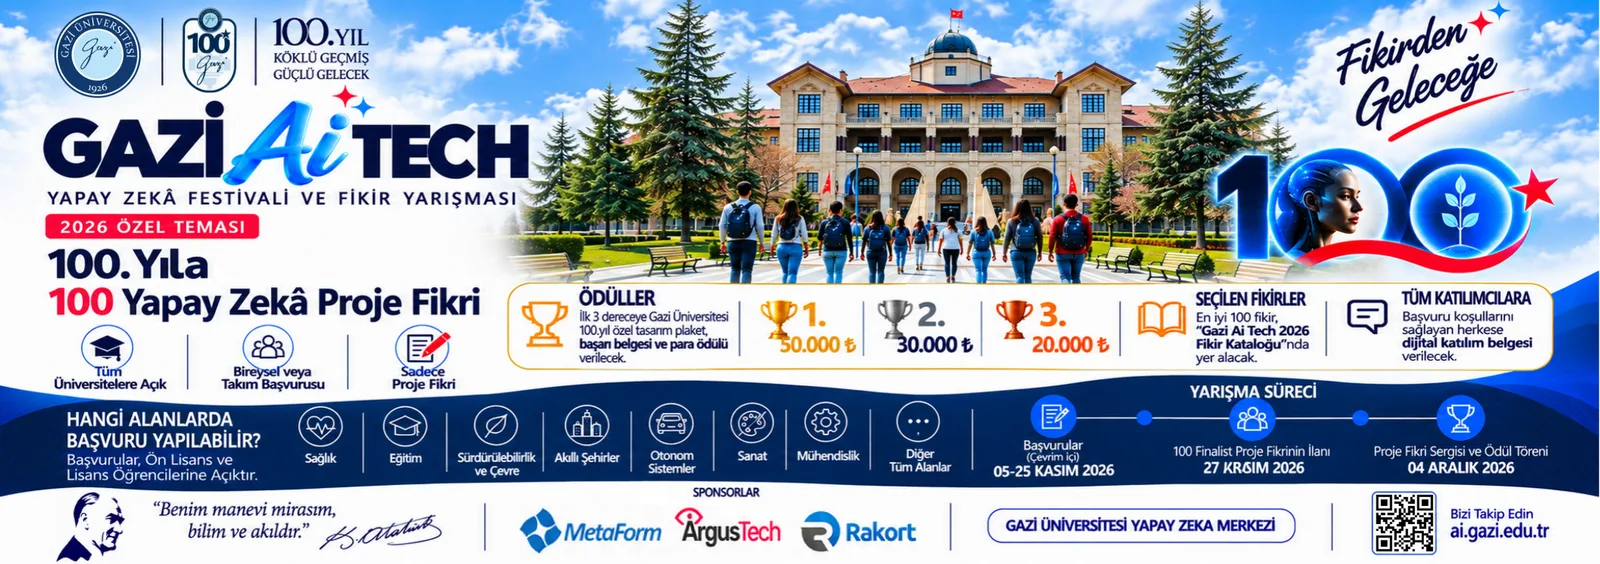 GAZİ ÜNİVERSİTESİ
Gazi
1926
100
Gazi
100.YIL
KÖKLÜ GEÇMİŞ
GÜÇLÜ GELECEK
GAZİ Ai TECH
YAPAY ZEKÂ FESTİVALİ VE FİKİR YARIŞMASI
2026 ÖZEL TEMASI
100.Yıla
100 Yapay Zekâ Proje Fikri
Tüm
Üniversitelere Açık
Bireysel veya
Takım Başvurusu
Sadece
Proje Fikri
Fikirden
Geleceğe
100
ÖDÜLLER
İlk 3 dereceye Gazi Üniversitesi
100.yıl özel tasarım plaket,
başarı belgesi ve para ödülü
verilecek.
1.
50.000 ₺
2.
30.000 ₺
3.
20.000 ₺
SEÇİLEN FİKİRLER
En iyi 100 fikir,
“Gazi Ai Tech 2026
Fikir Kataloğu”nda
yer alacak.
TÜM KATILIMCILARA
Başvuru koşullarını
sağlayan herkese
dijital katılım belgesi
verilecek.
HANGİ ALANLARDA
BAŞVURU YAPILABİLİR?
Başvurular, Ön Lisans ve
Lisans Öğrencilerine Açıktır.
Sağlık
Eğitim
Sürdürülebilirlik
ve Çevre
Akıllı Şehirler
Otonom
Sistemler
Sanat
Mühendislik
Diğer
Tüm Alanlar
YARIŞMA SÜRECİ
Başvurular
(Çevrim içi)
05-25 KASIM 2026
100 Finalist Proje Fikrinin İlanı
27 2026
Proje Fikri Sergisi ve Ödül Töreni
04 ARALIK 2026
“Benim manevi mirasım,
bilim ve akıldır.”
K. Atatürk
SPONSORLAR
MetaForm
ArgusTech
Rakort
GAZİ ÜNİVERSİTESİ YAPAY ZEKA MERKEZİ
Bizi Takip Edin
ai.gazi.edu.tr